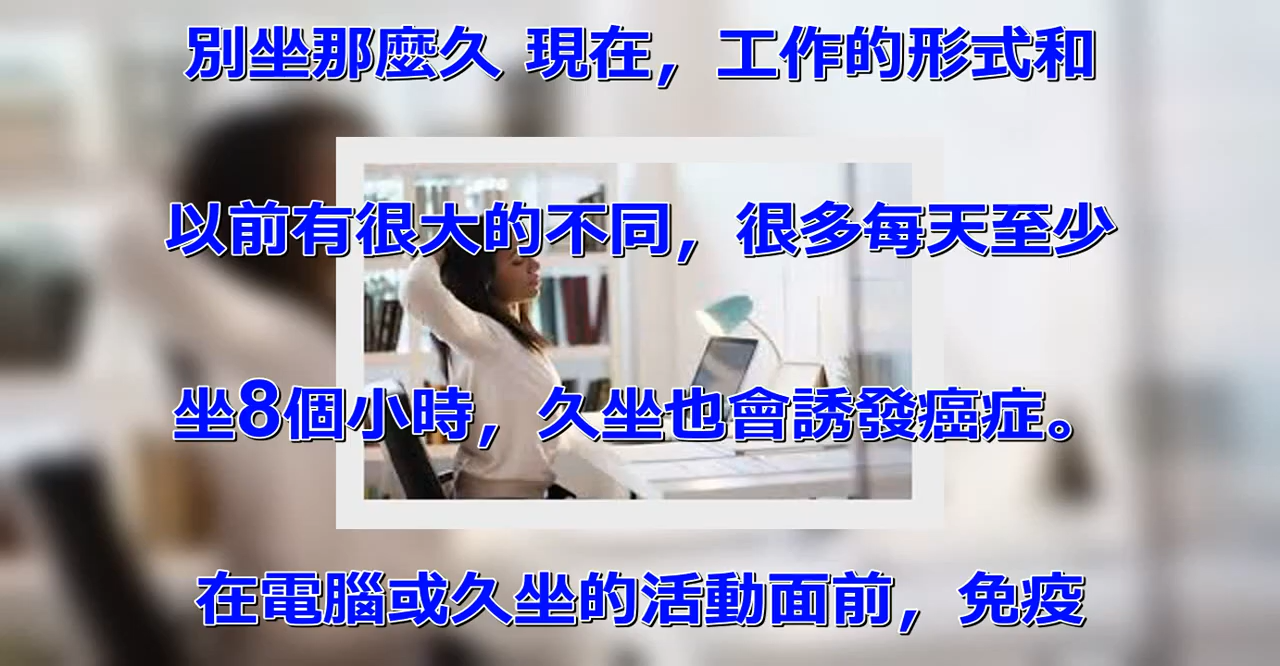 別坐那麼久 現在，工作的形式和
以前有很大的不同，很多每天至少
坐8個小時，久坐也會誘發癌症。
在電腦或久坐的活動面前，免疫